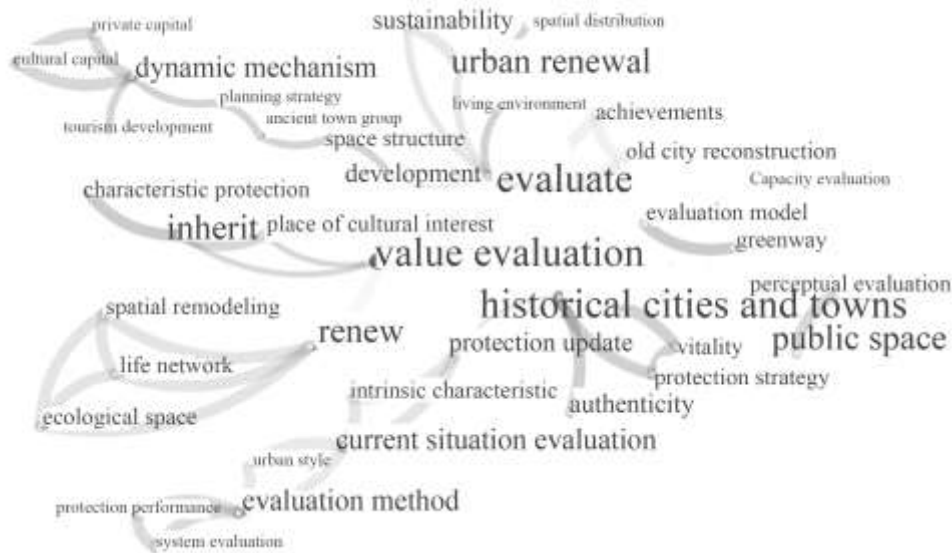 sustainability
spatial distribution
private capital
cultural capital
dynamic mechanism
urban renewal
planning strategy
living environment
achievements
tourism development
ancient town group
space structure
old city reconstruction
development
evaluate
Capacity evaluation
characteristic protection
inherit
place of cultural interest
evaluation model
greenway
value evaluation
perceptual evaluation
spatial remodeling
historical cities and towns
renew
protection update
vitality
public space
life network
intrinsic characteristic
protection strategy
authenticity
ecological space
current situation evaluation
urban style
protection performance
evaluation method
system evaluation